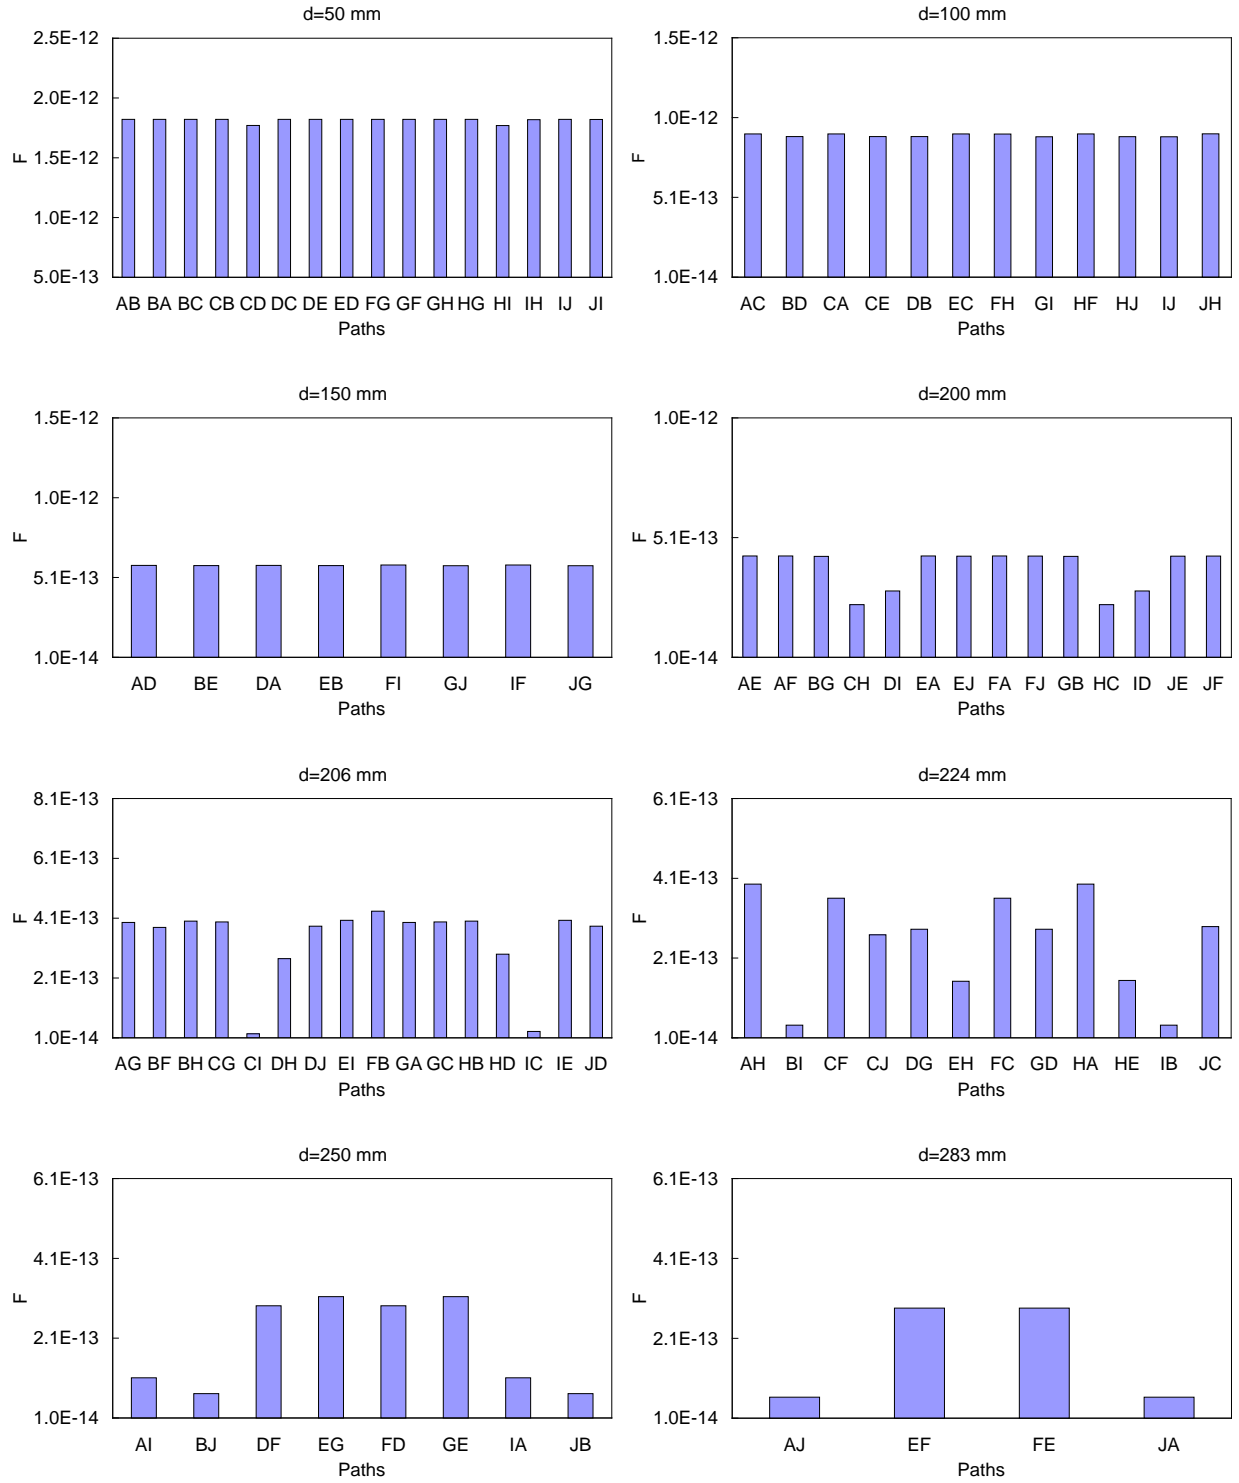 d=50 mm
2.5E-12
2.0E-12
1.5E-12
1.0E-12
5.0E-13
F
AB BA BC CB CD DC DE ED FG GF GH HG HI IH IJ JI
Paths
d=100 mm
1.5E-12
1.0E-12
5.1E-13
1.0E-14
F
AC BD CA CE DB EC FH GI HF HJ IJ JH
Paths
d=150 mm
1.5E-12
1.0E-12
5.1E-13
1.0E-14
F
AD BE DA EB FI GJ IF JG
Paths
d=200 mm
1.0E-12
5.1E-13
1.0E-14
F
AE AF BG CH DI EA EJ FA FJ GB HC ID JE JF
Paths
d=206 mm
8.1E-13
6.1E-13
4.1E-13
2.1E-13
1.0E-14
F
AG BF BH CG CI DH DJ EI FB GA GC HB HD IC IE JD
Paths
d=224 mm
6.1E-13
4.1E-13
2.1E-13
1.0E-14
F
AH BI CF CJ DG EH FC GD HA HE IB JC
Paths
d=250 mm
6.1E-13
4.1E-13
2.1E-13
1.0E-14
F
AI BJ DF EG FD GE IA JB
Paths
d=283 mm
6.1E-13
4.1E-13
2.1E-13
1.0E-14
F
AJ EF FE JA
Paths